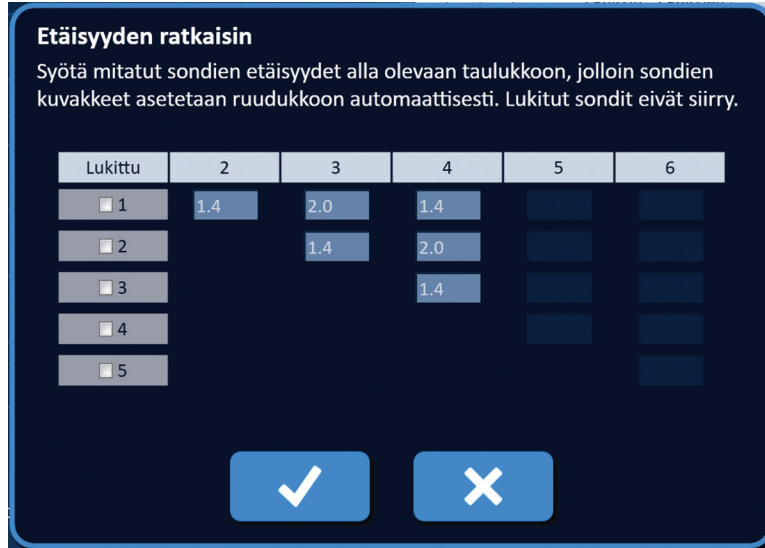 Etäisyyden ratkaisin
Syötä mitatut sondien etäisyydet alla olevaan taulukkoon, jolloin sondien
kuvakkeet asetetaan ruudukkoon automaattisesti. Lukitut sondit eivät siirry.
Lukittu 2 3 4 5 6
1 1.4 2.0 1.4
2 1.4 2.0
3 1.4
4
5